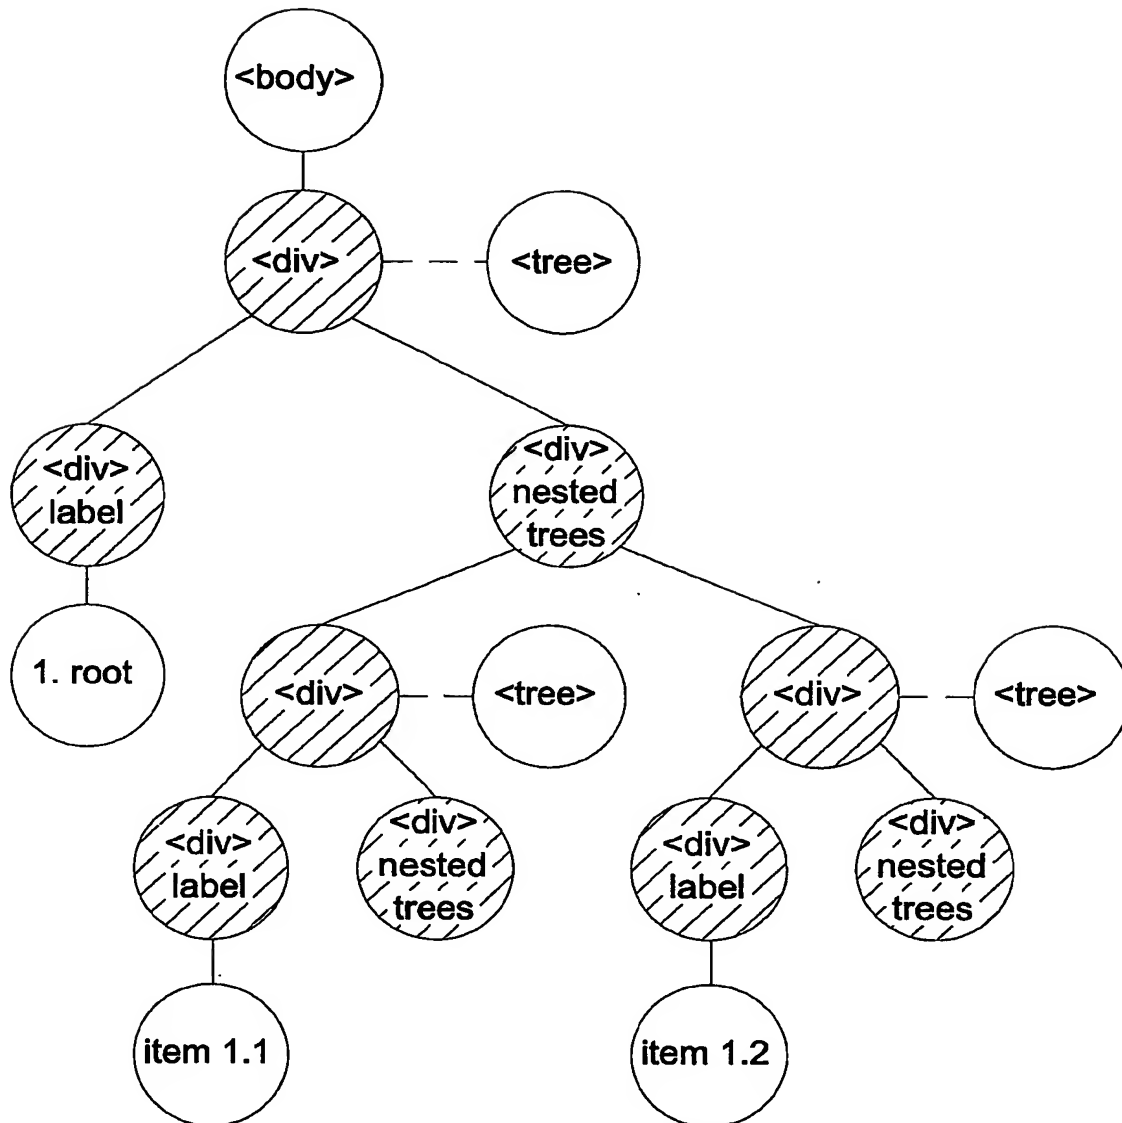 <body>
<div>
<tree>
<div>
label
<div>
nested
trees
1. root
<div>
<tree>
<div>
<tree>
<div>
label
<div>
nested
trees
<div>
label
<div>
nested
trees
item 1.1
item 1.2